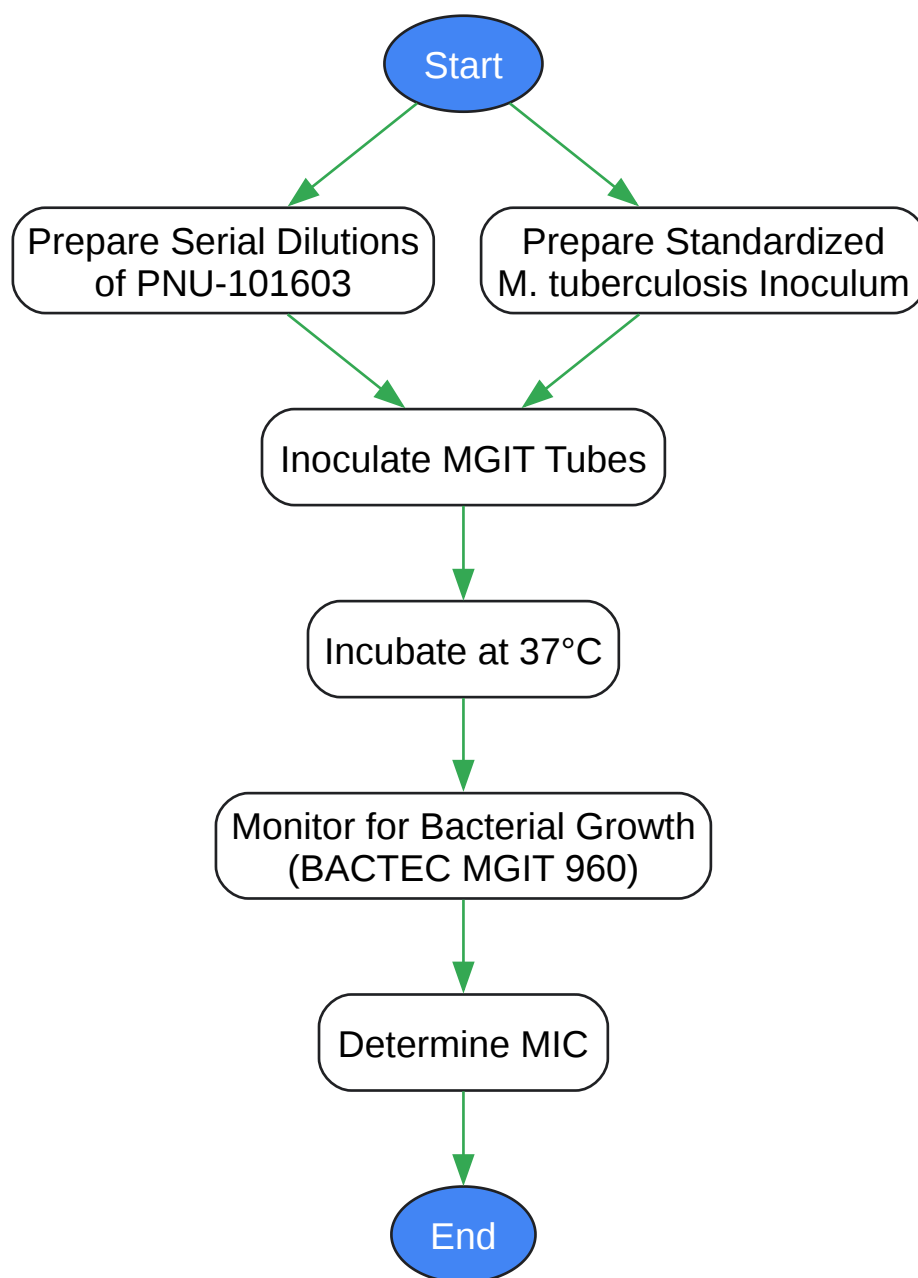 Start
Prepare Serial Dilutions
of PNU-101603
Prepare Standardized
M. tuberculosis Inoculum
Inoculate MGIT Tubes
Incubate at 37°C
Monitor for Bacterial Growth
(BACTEC MGIT 960)
Determine MIC
End